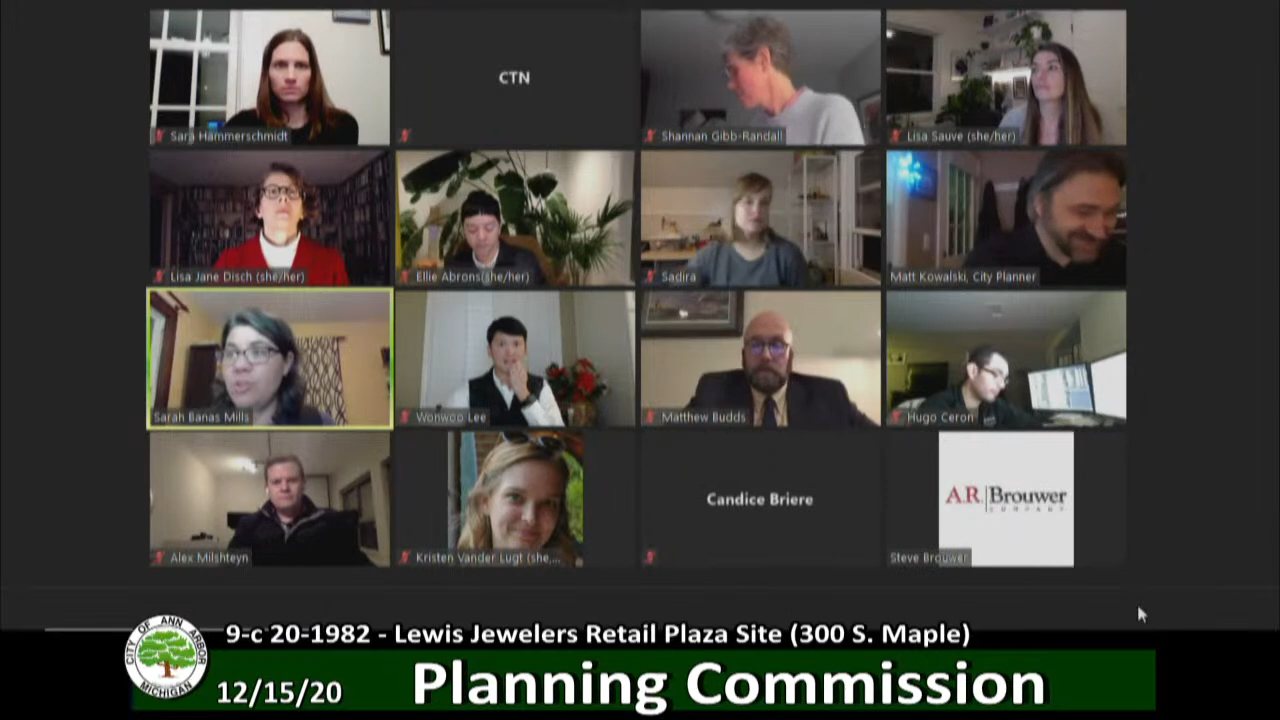 Sara Hammerschmidt
CTN
Shannan Gibb-Randall
Lisa Sauve (she/her)
Lisa Jane Disch (she/her)
Ellie Abrons(she/her)
Sadira
Matt Kowalski, City Planner
Sarah Banas Mills
Wonwoo Lee
Matthew Budds
Hugo Ceron
Alex Milshteyn
Kristen Vander Lugt (she,...
Candice Briere
A.R. Brouwer
COMPANY
Steve Brouwer
CITY OF ANN ARBOR
MICHIGAN
9-c 20-1982 - Lewis Jewelers Retail Plaza Site (300 S. Maple)
12/15/20
Planning Commission